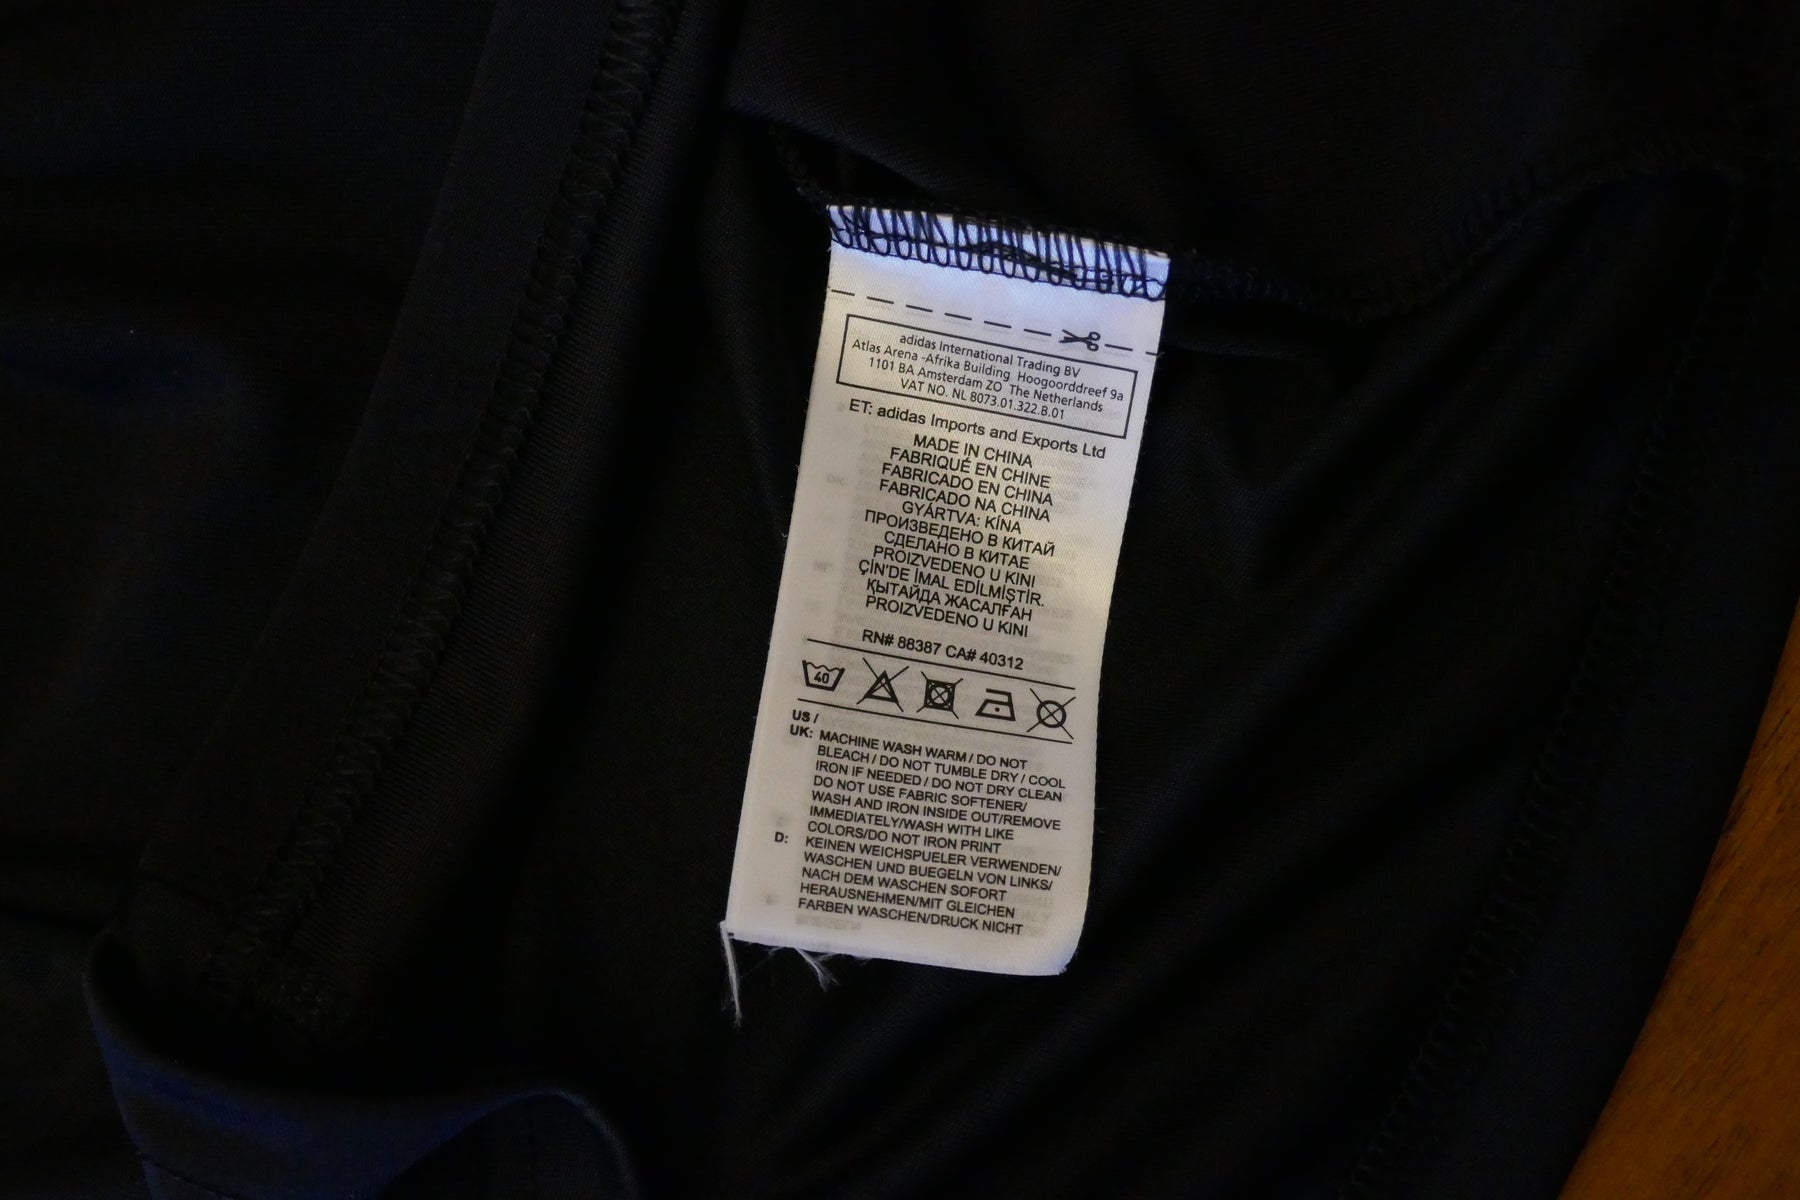 adidas International Trading BV
Atlas Arena -Afrika Building Hoogoorddreef 9a
1101 BA Amsterdam ZO The Netherlands
VAT NO. NL 8073.01.322.B.01
ET: adidas Imports and Exports Ltd
MADE IN CHINA
FABRIQUÉ EN CHINE
FABRICADO EN CHINA
FABRICADO NA CHINA
GYÁRTVA: KÍNA
ПРОИЗВЕДЕНО В КИТАЙ
СДЕЛАНО В КИТАЕ
PROIZVEDENO U KINI
ÇİN'DE İMAL EDİLMİŞTİR.
ҚЫТАЙДА ЖАСАЛҒАН
PROIZVEDENO U KINI
RN# 88387 CA# 40312
40
US /
UK: MACHINE WASH WARM / DO NOT
BLEACH / DO NOT TUMBLE DRY / COOL
IRON IF NEEDED / DO NOT DRY CLEAN
DO NOT USE FABRIC SOFTENER/
WASH AND IRON INSIDE OUT/REMOVE
IMMEDIATELY/WASH WITH LIKE
COLORS/DO NOT IRON PRINT
D: KEINEN WEICHSPUELER VERWENDEN/
WASCHEN UND BUEGELN VON LINKS/
NACH DEM WASCHEN SOFORT
HERAUSNEHMEN/MIT GLEICHEN
FARBEN WASCHEN/DRUCK NICHT